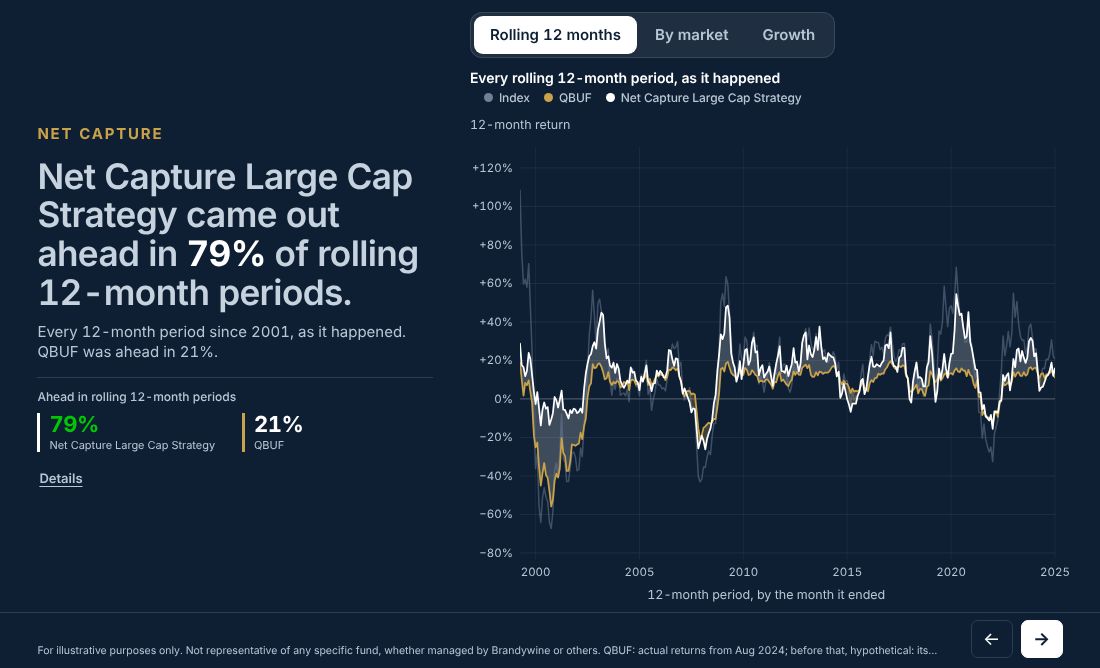 Rolling 12 months
By market
Growth
Every rolling 12-month period, as it happened
Index
QBUF
Net Capture Large Cap Strategy
12-month return
NET CAPTURE
Net Capture Large Cap
Strategy came out
ahead in 79% of rolling
12-month periods.
Every 12-month period since 2001, as it happened.
QBUF was ahead in 21%.
Ahead in rolling 12-month periods
79%
Net Capture Large Cap Strategy
21%
QBUF
Details
+120%
+100%
+80%
+60%
+40%
+20%
0%
−20%
−40%
−60%
−80%
2000
2005
2010
2015
2020
2025
12-month period, by the month it ended
For illustrative purposes only. Not representative of any specific fund, whether managed by Brandywine or others. QBUF: actual returns from Aug 2024; before that, hypothetical: its...